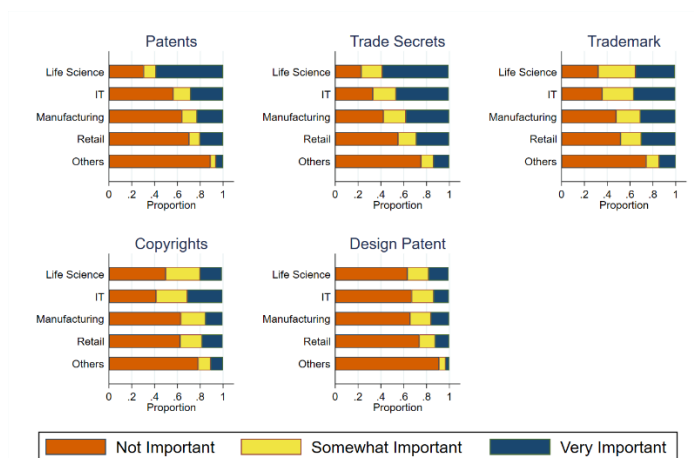 Patents
Life Science
IT
Manufacturing
Retail
Others
0 .2 .4 .6 .8 1
Proportion
Trade Secrets
Life Science
IT
Manufacturing
Retail
Others
0 .2 .4 .6 .8 1
Proportion
Trademark
Life Science
IT
Manufacturing
Retail
Others
0 .2 .4 .6 .8 1
Proportion
Copyrights
Life Science
IT
Manufacturing
Retail
Others
0 .2 .4 .6 .8 1
Proportion
Design Patent
Life Science
IT
Manufacturing
Retail
Others
0 .2 .4 .6 .8 1
Proportion
Not Important Somewhat Important Very Important